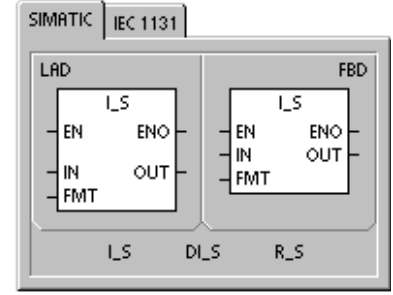 SIMATIC IEC 1131
LAD FBD
I_S I_S
EN ENO EN ENO
IN OUT IN OUT
FMT FMT
I_S DI_S R_S